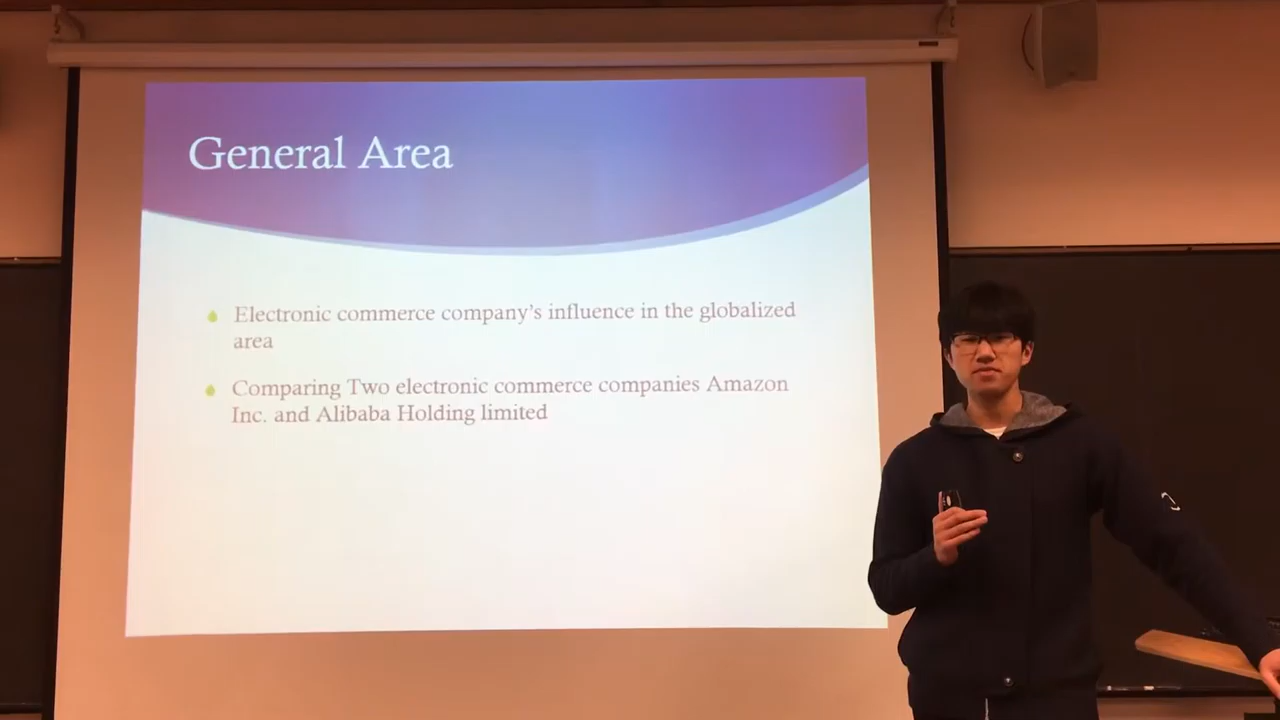 General Area
Electronic commerce company's influence in the globalized
area
Comparing Two electronic commerce companies Amazon
Inc. and Alibaba Holding limited